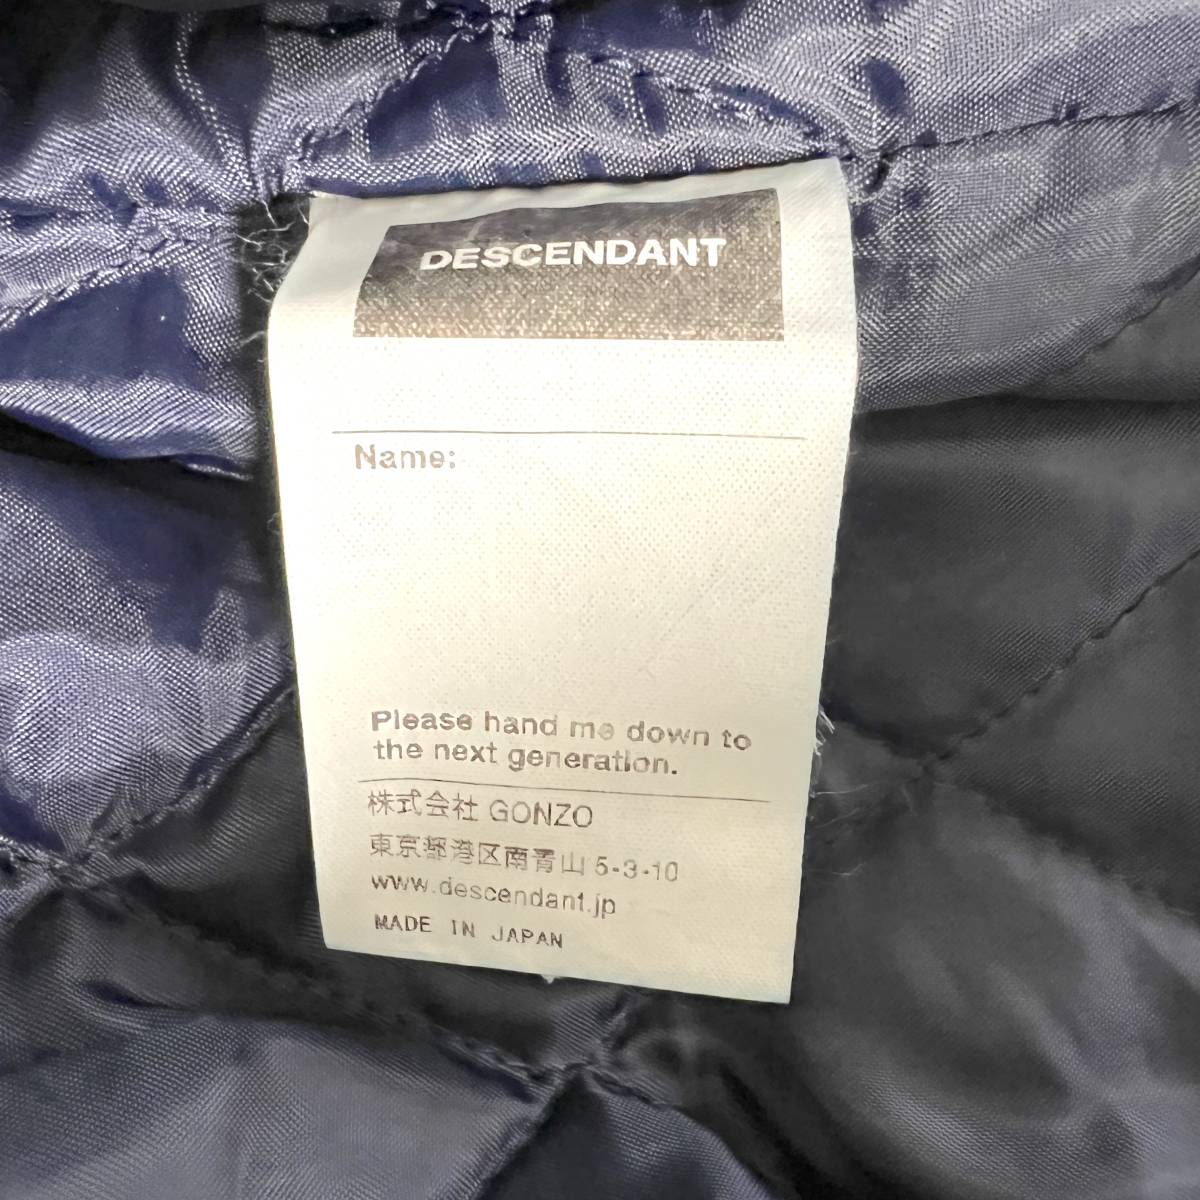 DESCENDANT
Name:
Please hand me down to
the next generation.
株式会社 GONZO
東京都港区南青山 5-3-10
www.descendant.jp
MADE IN JAPAN